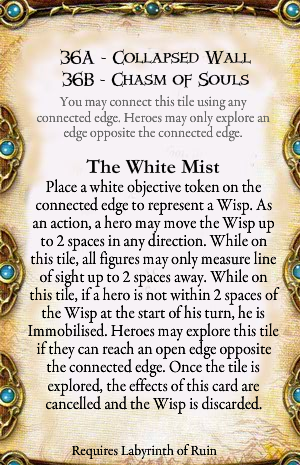 36A - Collapsed Wall
36B - Chasm of Souls
You may connect this tile using any
connected edge. Heroes may only explore an
edge opposite the connected edge.
The White Mist
Place a white objective token on the
connected edge to represent a Wisp. As
an action, a hero may move the Wisp up
to 2 spaces in any direction. While on
this tile, all figures may only measure line
of sight up to 2 spaces away. While on
this tile, if a hero is not within 2 spaces of
the Wisp at the start of his turn, he is
Immobilised. Heroes may explore this tile
if they can reach an open edge opposite
the connected edge. Once the tile is
explored, the effects of this card are
cancelled and the Wisp is discarded.
Requires Labyrinth of Ruin